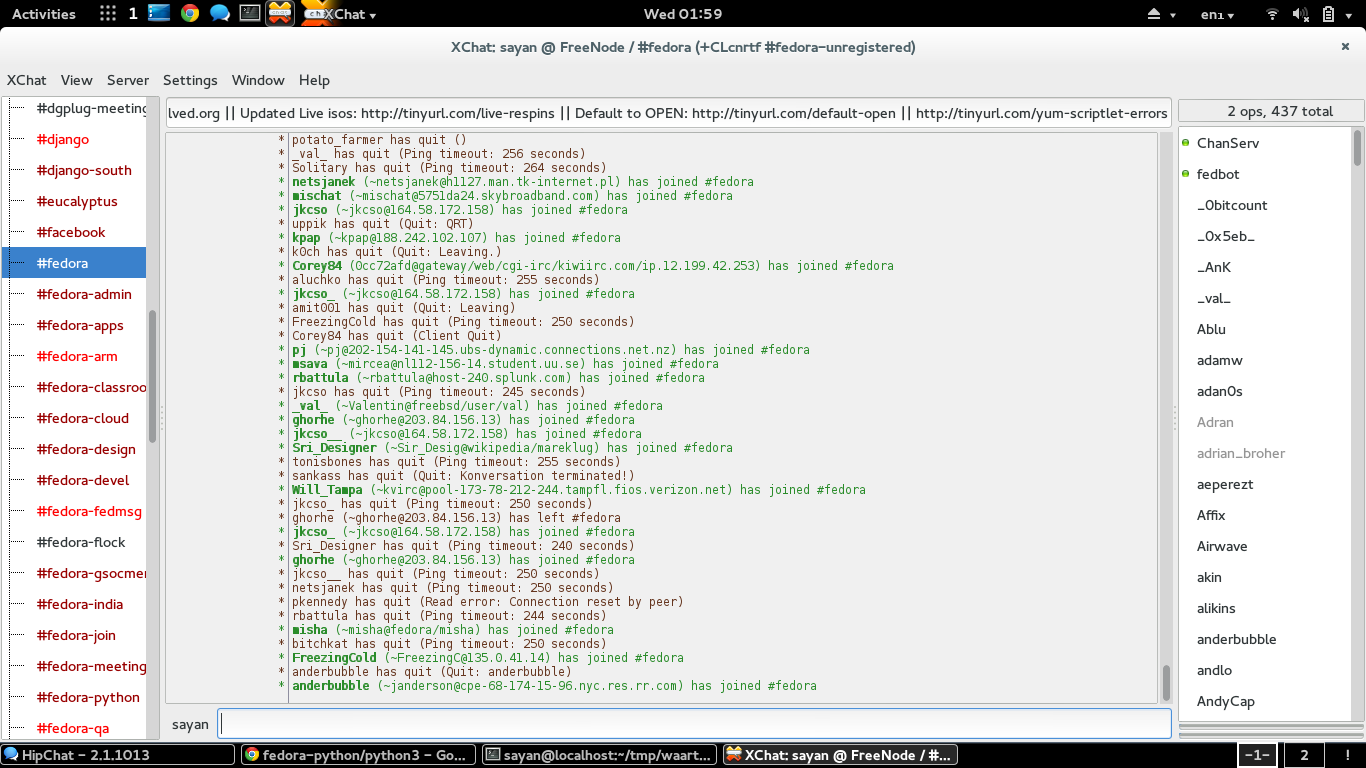 Activities 1 XChat Wed 01:59 en1
XChat: sayan @ FreeNode / #fedora (+CLcnrtf #fedora-unregistered) ×
XChat View Server Settings Window Help
#dgplug-meeting
#django
#django-south
#eucalyptus
#facebook
#fedora
#fedora-admin
#fedora-apps
#fedora-arm
#fedora-classroo
#fedora-cloud
#fedora-design
#fedora-devel
#fedora-fedmsg
#fedora-flock
#fedora-gsocmen
#fedora-india
#fedora-join
#fedora-meeting
#fedora-python
#fedora-qa
lved.org || Updated Live isos: http://tinyurl.com/live-respins || Default to OPEN: http://tinyurl.com/default-open || http://tinyurl.com/yum-scriptlet-errors
* potato_farmer has quit ()
* _val_ has quit (Ping timeout: 256 seconds)
* Solitary has quit (Ping timeout: 264 seconds)
* netsjanek (~netsjanek@h1127.man.tk-internet.pl) has joined #fedora
* mischat (~mischat@5751da24.skybroadband.com) has joined #fedora
* jkcso (~jkcso@164.58.172.158) has joined #fedora
* uppik has quit (Quit: QRT)
* kpap (~kpap@188.242.102.107) has joined #fedora
* k0ch has quit (Quit: Leaving.)
* Corey84 (0cc72afd@gateway/web/cgi-irc/kiwiirc.com/ip.12.199.42.253) has joined #fedora
* aluchko has quit (Ping timeout: 255 seconds)
* jkcso_ (~jkcso@164.58.172.158) has joined #fedora
* amit001 has quit (Quit: Leaving)
* FreezingCold has quit (Ping timeout: 250 seconds)
* Corey84 has quit (Client Quit)
* pj (~pj@202-154-141-145.ubs-dynamic.connections.net.nz) has joined #fedora
* msava (~mircea@nl112-156-14.student.uu.se) has joined #fedora
* rbattula (~rbattula@host-240.splunk.com) has joined #fedora
* jkcso has quit (Ping timeout: 245 seconds)
* _val_ (~Valentin@freebsd/user/val) has joined #fedora
* ghorhe (~ghorhe@203.84.156.13) has joined #fedora
* jkcso__ (~jkcso@164.58.172.158) has joined #fedora
* Sri_Designer (~Sir_Desig@wikipedia/mareklug) has joined #fedora
* tonisbones has quit (Ping timeout: 255 seconds)
* sankass has quit (Quit: Konversation terminated!)
* Will_Tampa (~kvirc@pool-173-78-212-244.tampfl.fios.verizon.net) has joined #fedora
* jkcso_ has quit (Ping timeout: 250 seconds)
* ghorhe (~ghorhe@203.84.156.13) has left #fedora
* jkcso_ (~jkcso@164.58.172.158) has joined #fedora
* Sri_Designer has quit (Ping timeout: 240 seconds)
* ghorhe (~ghorhe@203.84.156.13) has joined #fedora
* jkcso__ has quit (Ping timeout: 250 seconds)
* netsjanek has quit (Ping timeout: 250 seconds)
* pkennedy has quit (Read error: Connection reset by peer)
* rbattula has quit (Ping timeout: 244 seconds)
* misha (~misha@fedora/misha) has joined #fedora
* bitchkat has quit (Ping timeout: 250 seconds)
* FreezingCold (~FreezingC@135.0.41.14) has joined #fedora
* anderbubble has quit (Quit: anderbubble)
* anderbubble (~janderson@cpe-68-174-15-96.nyc.res.rr.com) has joined #fedora
sayan
2 ops, 437 total
ChanServ
fedbot
_0bitcount
_0x5eb_
_AnK
_val_
Ablu
adamw
adan0s
Adran
adrian_broher
aeperezt
Affix
Airwave
akin
alikins
anderbubble
andlo
AndyCap
HipChat - 2.1.1013 fedora-python/python3 - Go... sayan@localhost:~/tmp/waart... XChat: sayan @ FreeNode / #... -1- 2 !